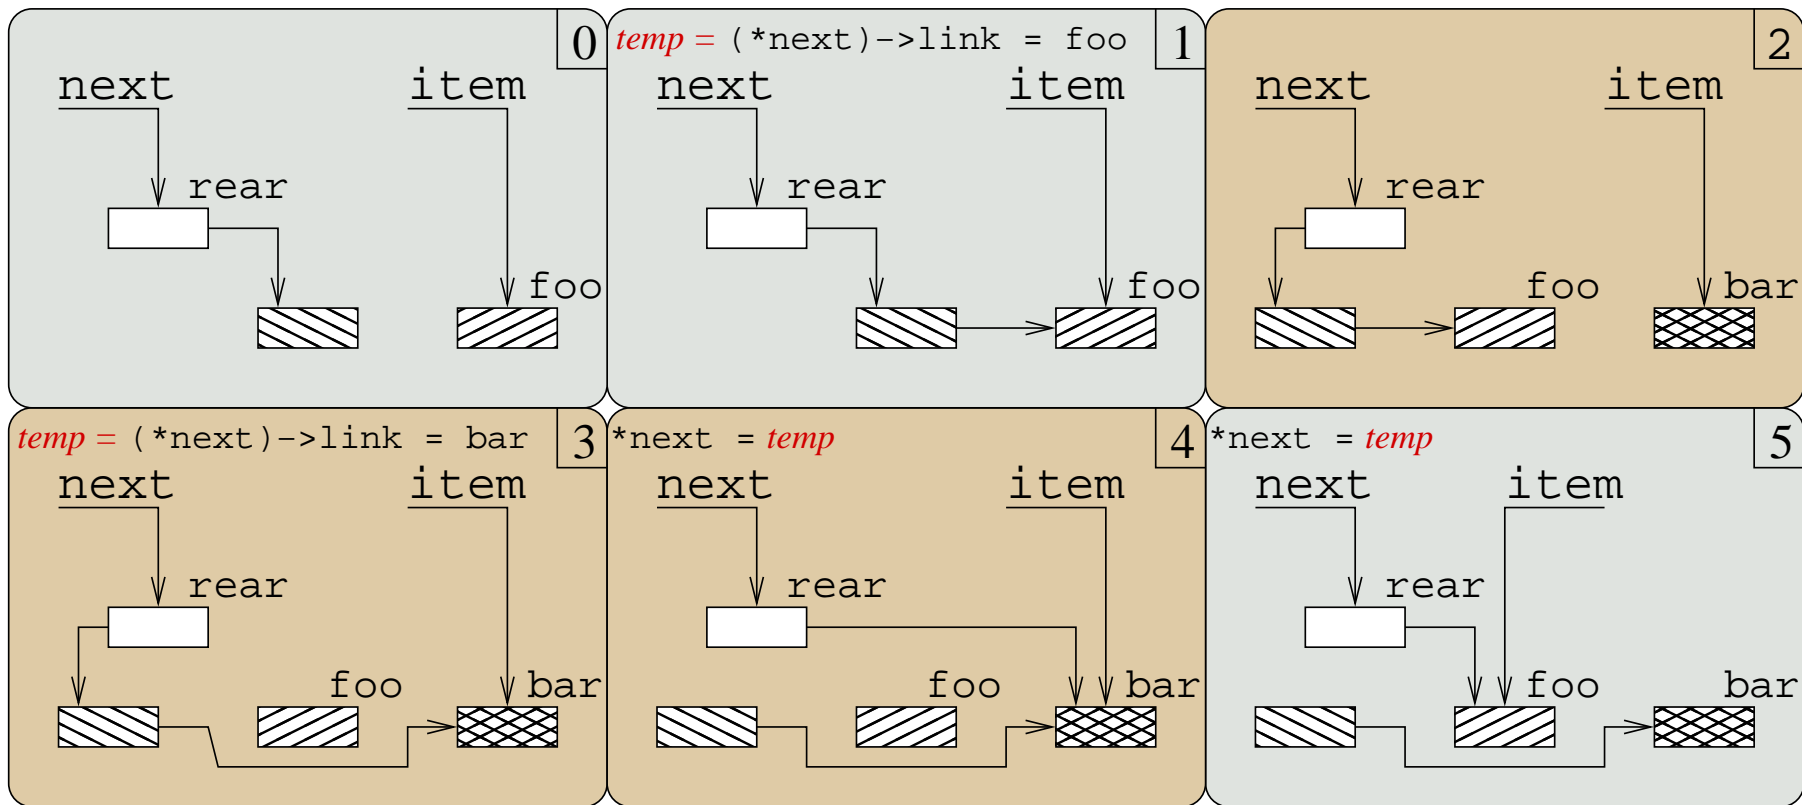 0
next item
rear
foo
temp = (*next)->link = foo 1
next item
rear
foo
2
next item
rear
foo bar
temp = (*next)->link = bar 3
next item
rear
foo bar
*next = temp 4
next item
rear
foo bar
*next = temp 5
next item
rear
foo bar